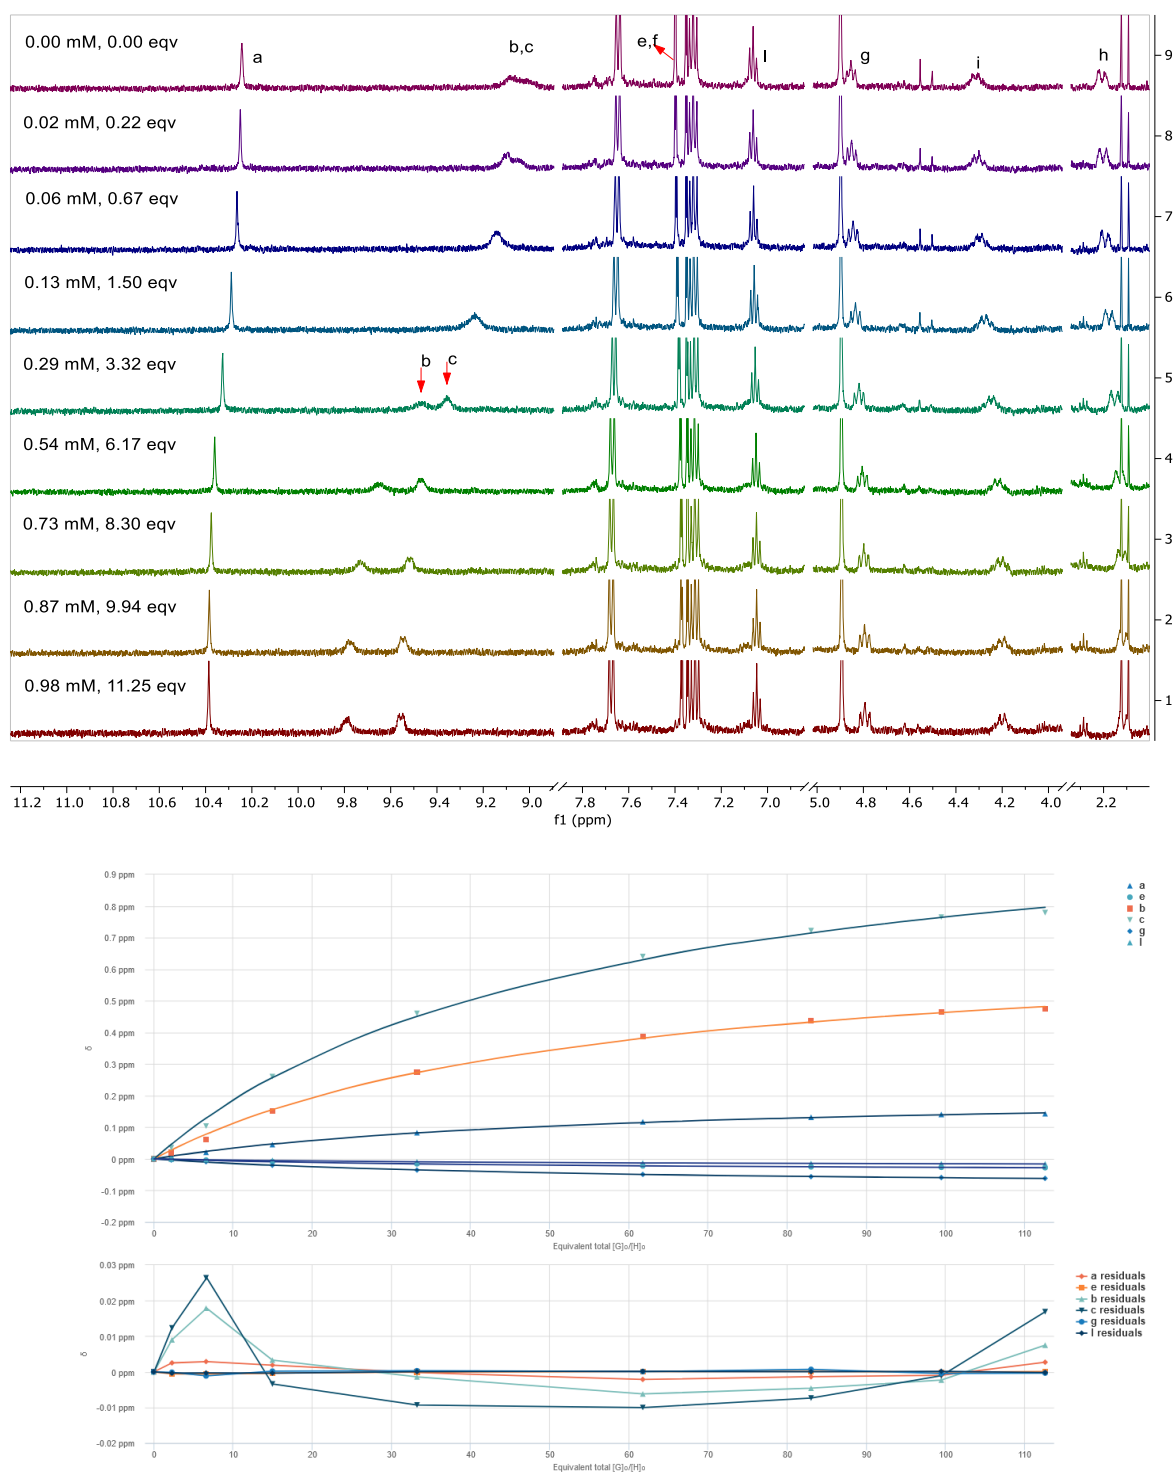 0.00 mM, 0.00 eqv
a
b,c
e,f
l
g
i
h
9
0.02 mM, 0.22 eqv
8
0.06 mM, 0.67 eqv
7
0.13 mM, 1.50 eqv
6
0.29 mM, 3.32 eqv
b
c
5
0.54 mM, 6.17 eqv
4
0.73 mM, 8.30 eqv
3
0.87 mM, 9.94 eqv
2
0.98 mM, 11.25 eqv
1
11.2 11.0 10.8 10.6 10.4 10.2 10.0 9.8 9.6 9.4 9.2 9.0 7.8 7.6 7.4 7.2 7.0 5.0 4.8 4.6 4.4 4.2 4.0 2.2
f1 (ppm)
0.9 ppm
0.8 ppm
0.7 ppm
0.6 ppm
0.5 ppm
0.4 ppm
0.3 ppm
0.2 ppm
0.1 ppm
0 ppm
-0.1 ppm
-0.2 ppm
δ
0 10 20 30 40 50 60 70 80 90 100 110
Equivalent total [G]₀/[H]₀
a
e
b
c
g
l
0.03 ppm
0.02 ppm
0.01 ppm
0 ppm
-0.01 ppm
-0.02 ppm
δ
0 10 20 30 40 50 60 70 80 90 100 110
Equivalent total [G]₀/[H]₀
a residuals
e residuals
b residuals
c residuals
g residuals
l residuals